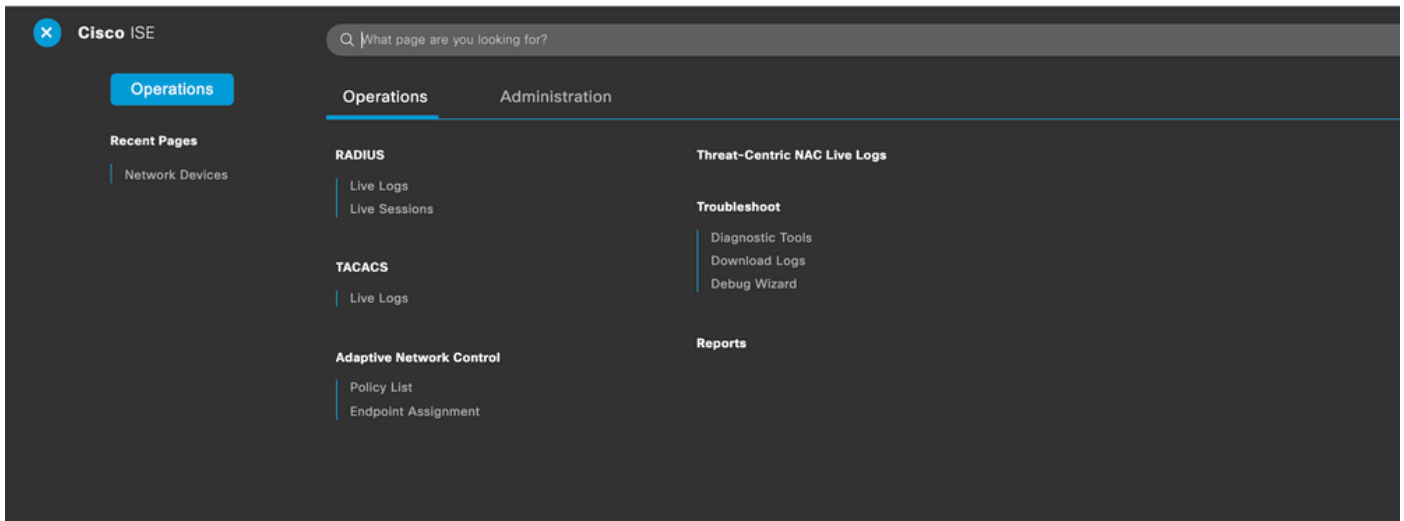 Cisco ISE
What page are you looking for?
Operations
Recent Pages
Network Devices
Operations
Administration
RADIUS
Live Logs
Live Sessions
TACACS
Live Logs
Adaptive Network Control
Policy List
Endpoint Assignment
Threat-Centric NAC Live Logs
Troubleshoot
Diagnostic Tools
Download Logs
Debug Wizard
Reports